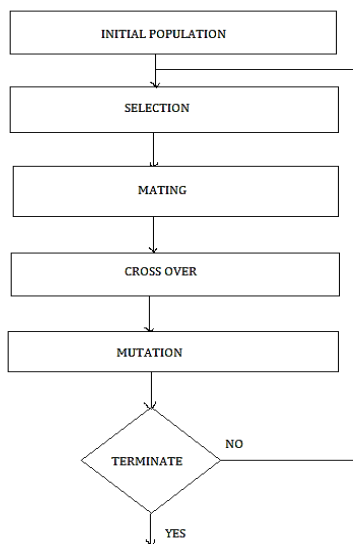 INITIAL POPULATION
SELECTION
MATING
CROSS OVER
MUTATION
TERMINATE
NO
YES